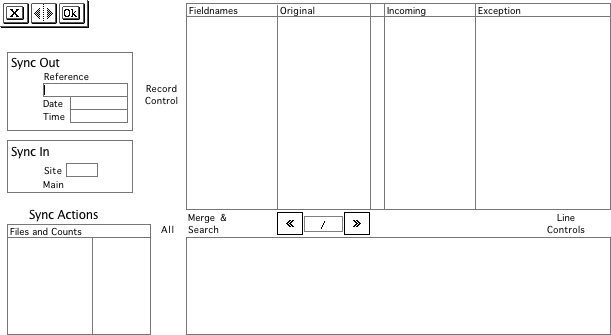 X
Ok
Fieldnames Original Incoming Exception
Sync Out
Reference
Date
Time
Record
Control
Sync In
Site
Main
Sync Actions
Files and Counts
All
Merge &
Search
« / »
Line
Controls